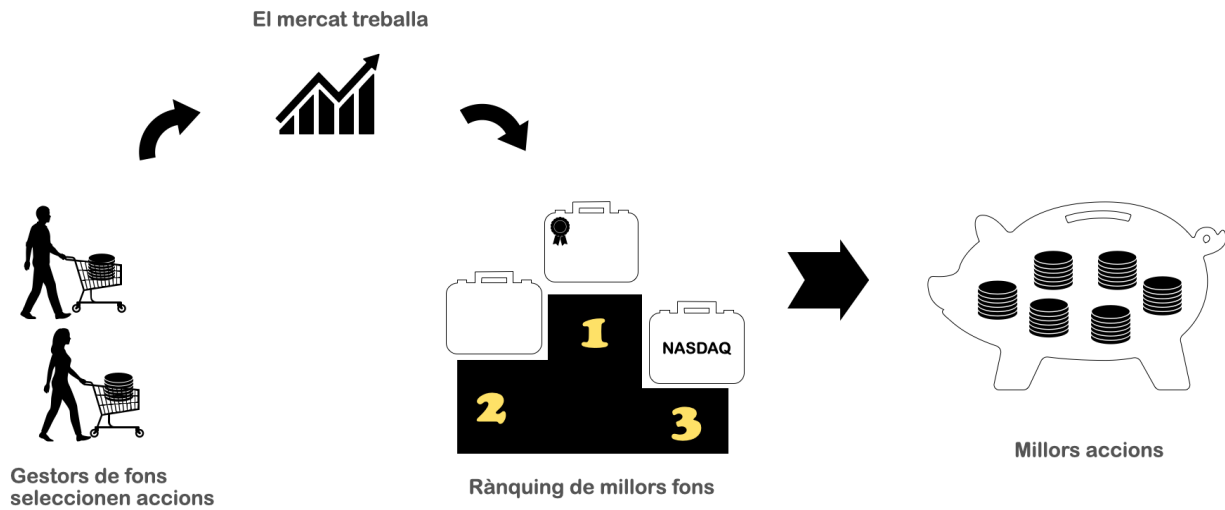 El mercat treballa
1
NASDAQ
2
3
Gestors de fons
seleccionen accions
Rànquing de millors fons
Millors accions